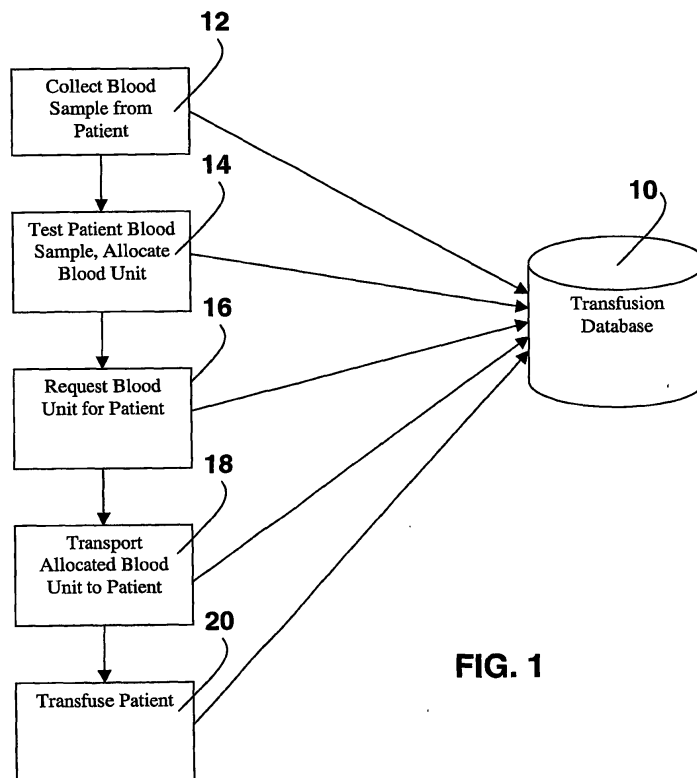 12
Collect Blood
Sample from
Patient
14
Test Patient Blood
Sample, Allocate
Blood Unit
10
Transfusion
Database
16
Request Blood
Unit for Patient
18
Transport
Allocated Blood
Unit to Patient
20
Transfuse Patient
FIG. 1